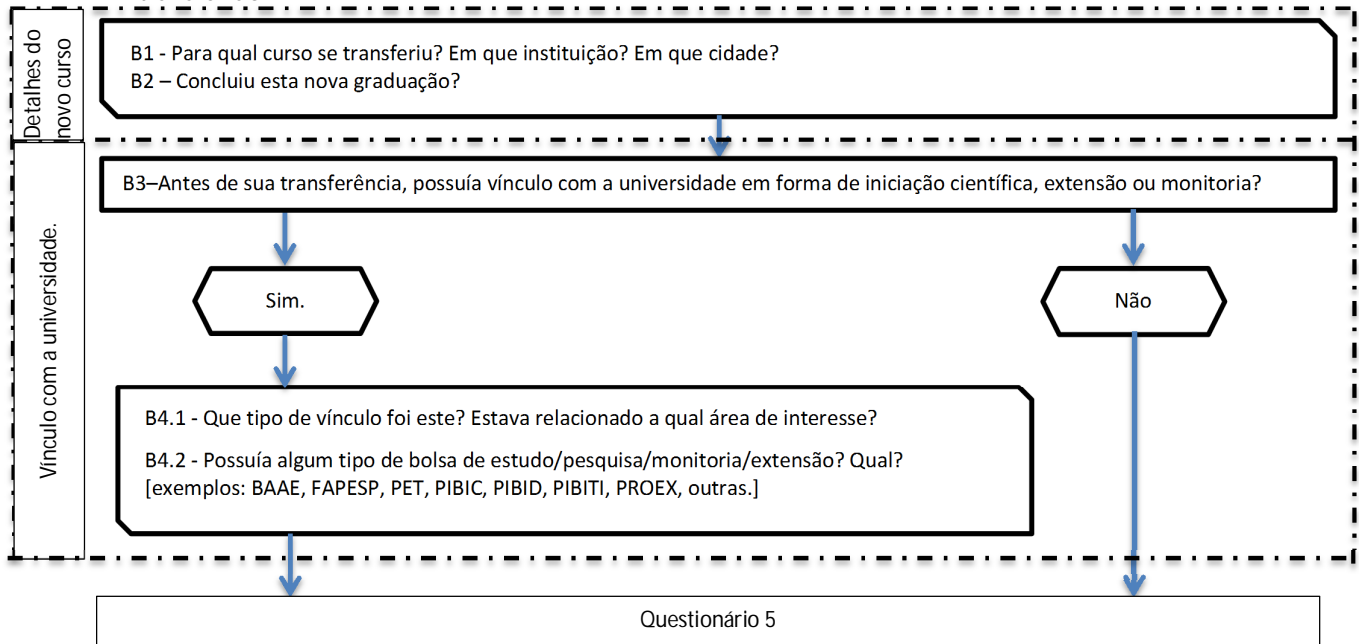 Detalhes do
novo curso
B1 - Para qual curso se transferiu? Em que instituição? Em que cidade?
B2 – Concluiu esta nova graduação?
Vínculo com a universidade.
B3–Antes de sua transferência, possuía vínculo com a universidade em forma de iniciação científica, extensão ou monitoria?
Sim.
Não
B4.1 - Que tipo de vínculo foi este? Estava relacionado a qual área de interesse?
B4.2 - Possuía algum tipo de bolsa de estudo/pesquisa/monitoria/extensão? Qual?
[exemplos: BAAE, FAPESP, PET, PIBIC, PIBID, PIBITI, PROEX, outras.]
Questionário 5